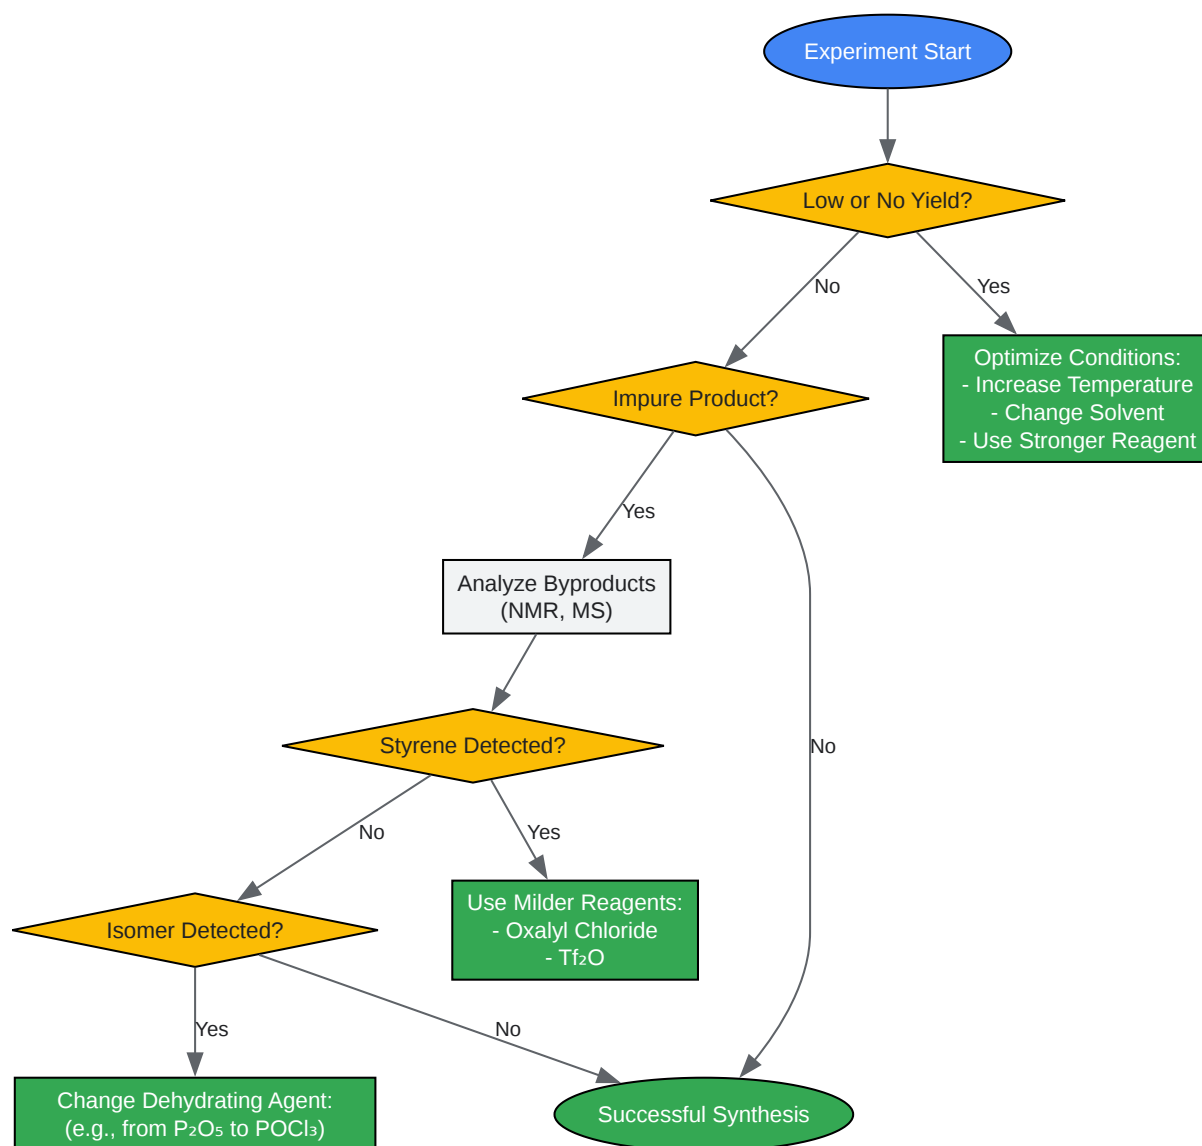 Experiment Start
Low or No Yield?
No
Yes
Optimize Conditions:
- Increase Temperature
- Change Solvent
- Use Stronger Reagent
Impure Product?
Yes
No
Analyze Byproducts
(NMR, MS)
Styrene Detected?
No
Yes
Use Milder Reagents:
- Oxalyl Chloride
- Tf₂O
Isomer Detected?
Yes
No
Change Dehydrating Agent:
(e.g., from P₂O₅ to POCl₃)
Successful Synthesis